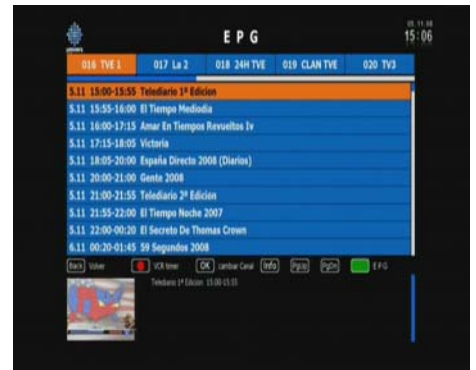 E P G
05.11.08
15:06
016 TVE 1
017 La 2
018 24H TVE
019 CLAN TVE
020 TV3
5.11 15:00-15:55 Telediario 1ª Edicion
5.11 15:55-16:00 El Tiempo Mediodia
5.11 16:00-17:15 Amar En Tiempos Revueltos Iv
5.11 17:15-18:05 Victoria
5.11 18:05-20:00 España Directo 2008 (Diarios)
5.11 20:00-21:00 Gente 2008
5.11 21:00-21:55 Telediario 2ª Edicion
5.11 21:55-22:00 El Tiempo Noche 2007
5.11 22:00-00:20 El Secreto De Thomas Crown
6.11 00:20-01:45 59 Segundos 2008
Back Volver VCR timer OK cambiar Canal Info PgUp PgDn E P G
Telediario 1ª Edicion 15:00-15:55